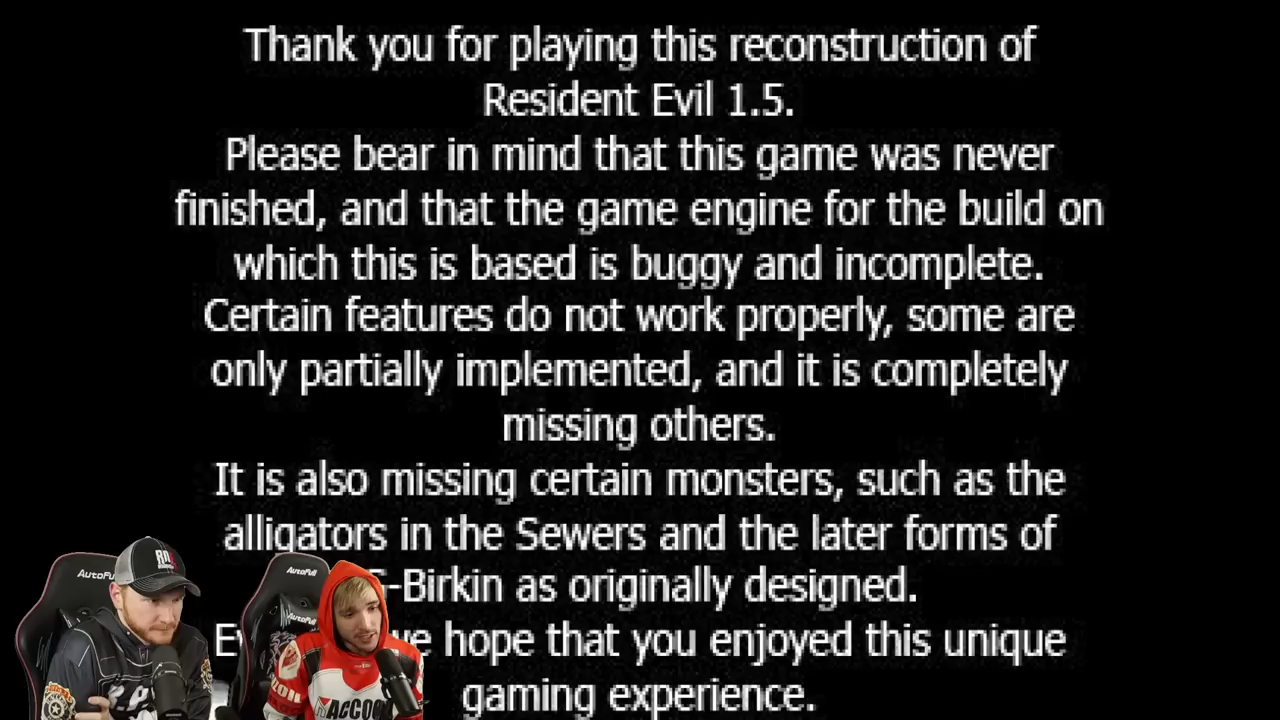 Thank you for playing this reconstruction of
Resident Evil 1.5.
Please bear in mind that this game was never
finished, and that the game engine for the build on
which this is based is buggy and incomplete.
Certain features do not work properly, some are
only partially implemented, and it is completely
missing others.
It is also missing certain monsters, such as the
alligators in the Sewers and the later forms of
-Birkin as originally designed.
we hope that you enjoyed this unique
gaming experience.
AutoFull
AutoFull
RACCOO